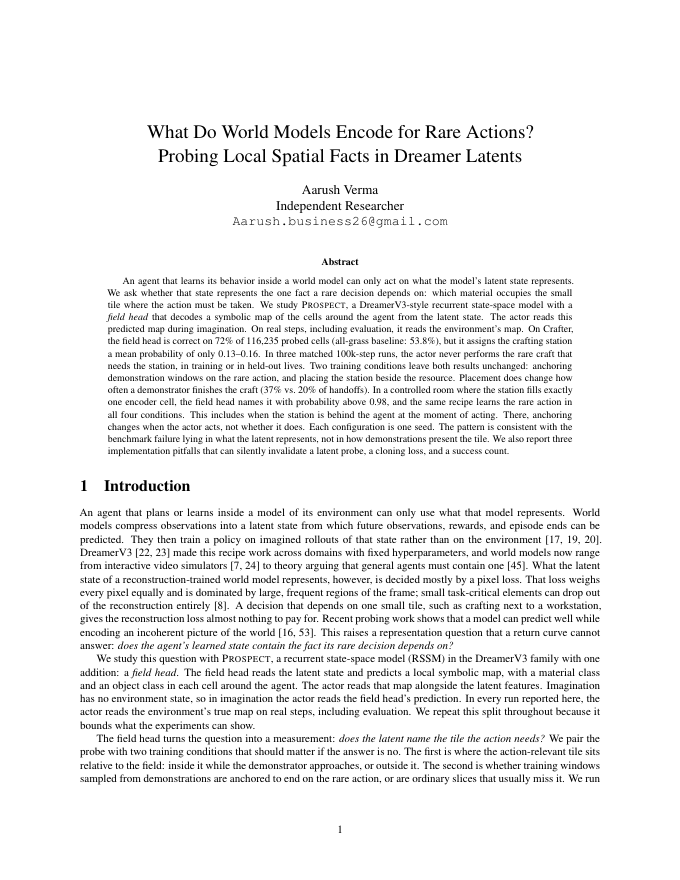 What Do World Models Encode for Rare Actions?
Probing Local Spatial Facts in Dreamer Latents
Aarush Verma
Independent Researcher
Aarush.business26@gmail.com
Abstract
An agent that learns its behavior inside a world model can only act on what the model's latent state represents.
We ask whether that state represents the one fact a rare decision depends on: which material occupies the small
tile where the action must be taken. We study PROSPECT, a DreamerV3-style recurrent state-space model with a
field head that decodes a symbolic map of the cells around the agent from the latent state. The actor reads this
predicted map during imagination. On real steps, including evaluation, it reads the environment's map. On Crafter,
the field head is correct on 72% of 116,235 probed cells (all-grass baseline: 53.8%), but it assigns the crafting station
a mean probability of only 0.13–0.16. In three matched 100k-step runs, the actor never performs the rare craft that
needs the station, in training or in held-out lives. Two training conditions leave both results unchanged: anchoring
demonstration windows on the rare action, and placing the station beside the resource. Placement does change how
often a demonstrator finishes the craft (37% vs. 20% of handoffs). In a controlled room where the station fills exactly
one encoder cell, the field head names it with probability above 0.98, and the same recipe learns the rare action in
all four conditions. This includes when the station is behind the agent at the moment of acting. There, anchoring
changes when the actor acts, not whether it does. Each configuration is one seed. The pattern is consistent with the
benchmark failure lying in what the latent represents, not in how demonstrations present the tile. We also report three
implementation pitfalls that can silently invalidate a latent probe, a cloning loss, and a success count.
1 Introduction
An agent that plans or learns inside a model of its environment can only use what that model represents. World
models compress observations into a latent state from which future observations, rewards, and episode ends can be
predicted. They then train a policy on imagined rollouts of that state rather than on the environment [17, 19, 20].
DreamerV3 [22, 23] made this recipe work across domains with fixed hyperparameters, and world models now range
from interactive video simulators [7, 24] to theory arguing that general agents must contain one [45]. What the latent
state of a reconstruction-trained world model represents, however, is decided mostly by a pixel loss. That loss weighs
every pixel equally and is dominated by large, frequent regions of the frame; small task-critical elements can drop out
of the reconstruction entirely [8]. A decision that depends on one small tile, such as crafting next to a workstation,
gives the reconstruction loss almost nothing to pay for. Recent probing work shows that a model can predict well while
encoding an incoherent picture of the world [16, 53]. This raises a representation question that a return curve cannot
answer: does the agent's learned state contain the fact its rare decision depends on?
We study this question with PROSPECT, a recurrent state-space model (RSSM) in the DreamerV3 family with one
addition: a field head. The field head reads the latent state and predicts a local symbolic map, with a material class
and an object class in each cell around the agent. The actor reads that map alongside the latent features. Imagination
has no environment state, so in imagination the actor reads the field head's prediction. In every run reported here, the
actor reads the environment's true map on real steps, including evaluation. We repeat this split throughout because it
bounds what the experiments can show.
The field head turns the question into a measurement: does the latent name the tile the action needs? We pair the
probe with two training conditions that should matter if the answer is no. The first is where the action-relevant tile sits
relative to the field: inside it while the demonstrator approaches, or outside it. The second is whether training windows
sampled from demonstrations are anchored to end on the rare action, or are ordinary slices that usually miss it. We run
1